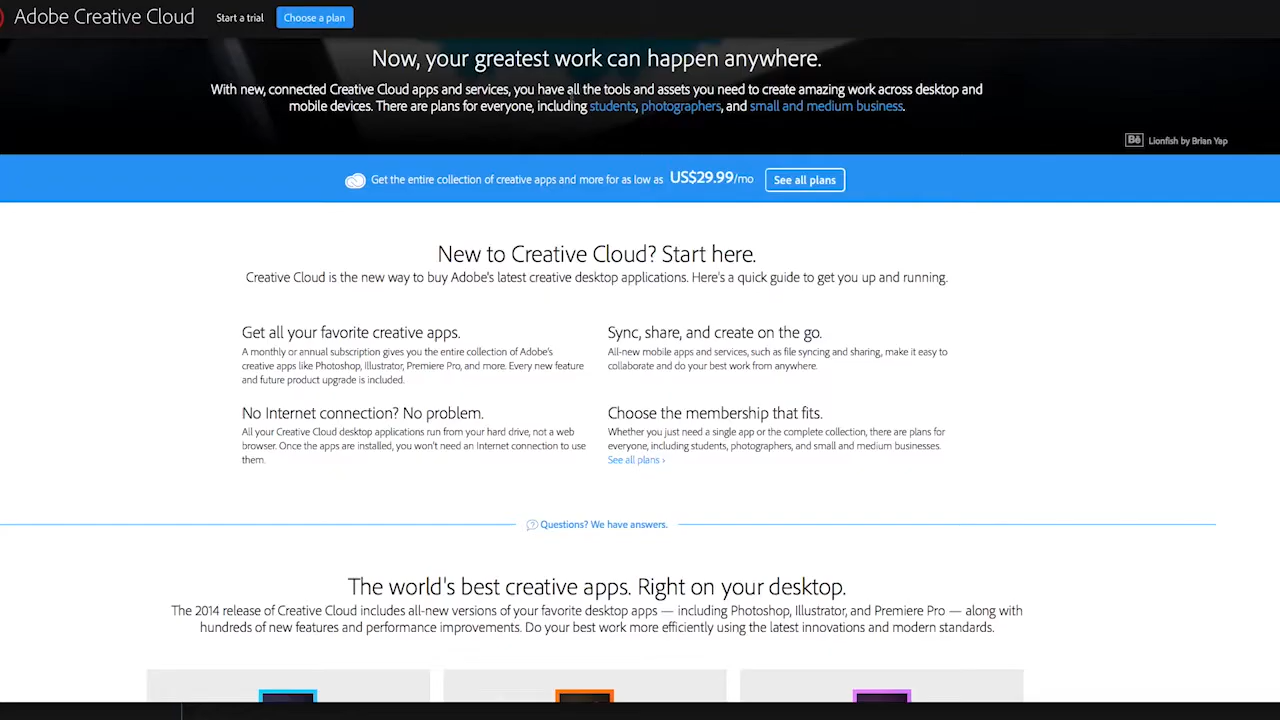 Adobe Creative Cloud
Start a trial
Choose a plan
Now, your greatest work can happen anywhere.
With new, connected Creative Cloud apps and services, you have all the tools and assets you need to create amazing work across desktop and
mobile devices. There are plans for everyone, including students, photographers, and small and medium business.
Bē Lionfish by Brian Yap
Get the entire collection of creative apps and more for as low as US$29.99/mo
See all plans
New to Creative Cloud? Start here.
Creative Cloud is the new way to buy Adobe's latest creative desktop applications. Here's a quick guide to get you up and running.
Get all your favorite creative apps.
A monthly or annual subscription gives you the entire collection of Adobe's
creative apps like Photoshop, Illustrator, Premiere Pro, and more. Every new feature
and future product upgrade is included.
Sync, share, and create on the go.
All-new mobile apps and services, such as file syncing and sharing, make it easy to
collaborate and do your best work from anywhere.
No Internet connection? No problem.
All your Creative Cloud desktop applications run from your hard drive, not a web
browser. Once the apps are installed, you won't need an Internet connection to use
them.
Choose the membership that fits.
Whether you just need a single app or the complete collection, there are plans for
everyone, including students, photographers, and small and medium businesses.
See all plans ›
Questions? We have answers.
The world's best creative apps. Right on your desktop.
The 2014 release of Creative Cloud includes all-new versions of your favorite desktop apps — including Photoshop, Illustrator, and Premiere Pro — along with
hundreds of new features and performance improvements. Do your best work more efficiently using the latest innovations and modern standards.